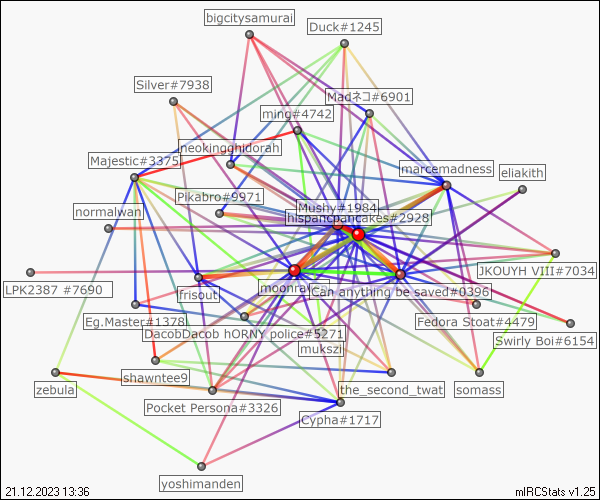 bigcitysamurai
Duck#1245
Silver#7938
Madネコ#6901
ming#4742
neokingghidorah
Majestic#3375
marcemadness
eliakith
Pikabro#9971
Mushy#1984
normalwan
hispanicpancakes#2928
JKOUYH VIII#7034
LPK2387 #7690
frisout
moonraker
Can anything be saved#0396
Eg.Master#1378
Fedora Stoat#4479
DacobDacob hORNY police#5271
Swirly Boi#6154
mukszi
shawntee9
zebula
the_second_twat
somass
Pocket Persona#3326
Cypha#1717
yoshimanden
21.12.2023 13:36
mIRCStats v1.25